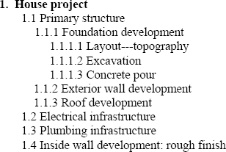 1. House project
1.1 Primary structure
1.1.1 Foundation development
1.1.1.1 Layout---topography
1.1.1.2 Excavation
1.1.1.3 Concrete pour
1.1.2 Exterior wall development
1.1.3 Roof development
1.2 Electrical infrastructure
1.3 Plumbing infrastructure
1.4 Inside wall development: rough finish